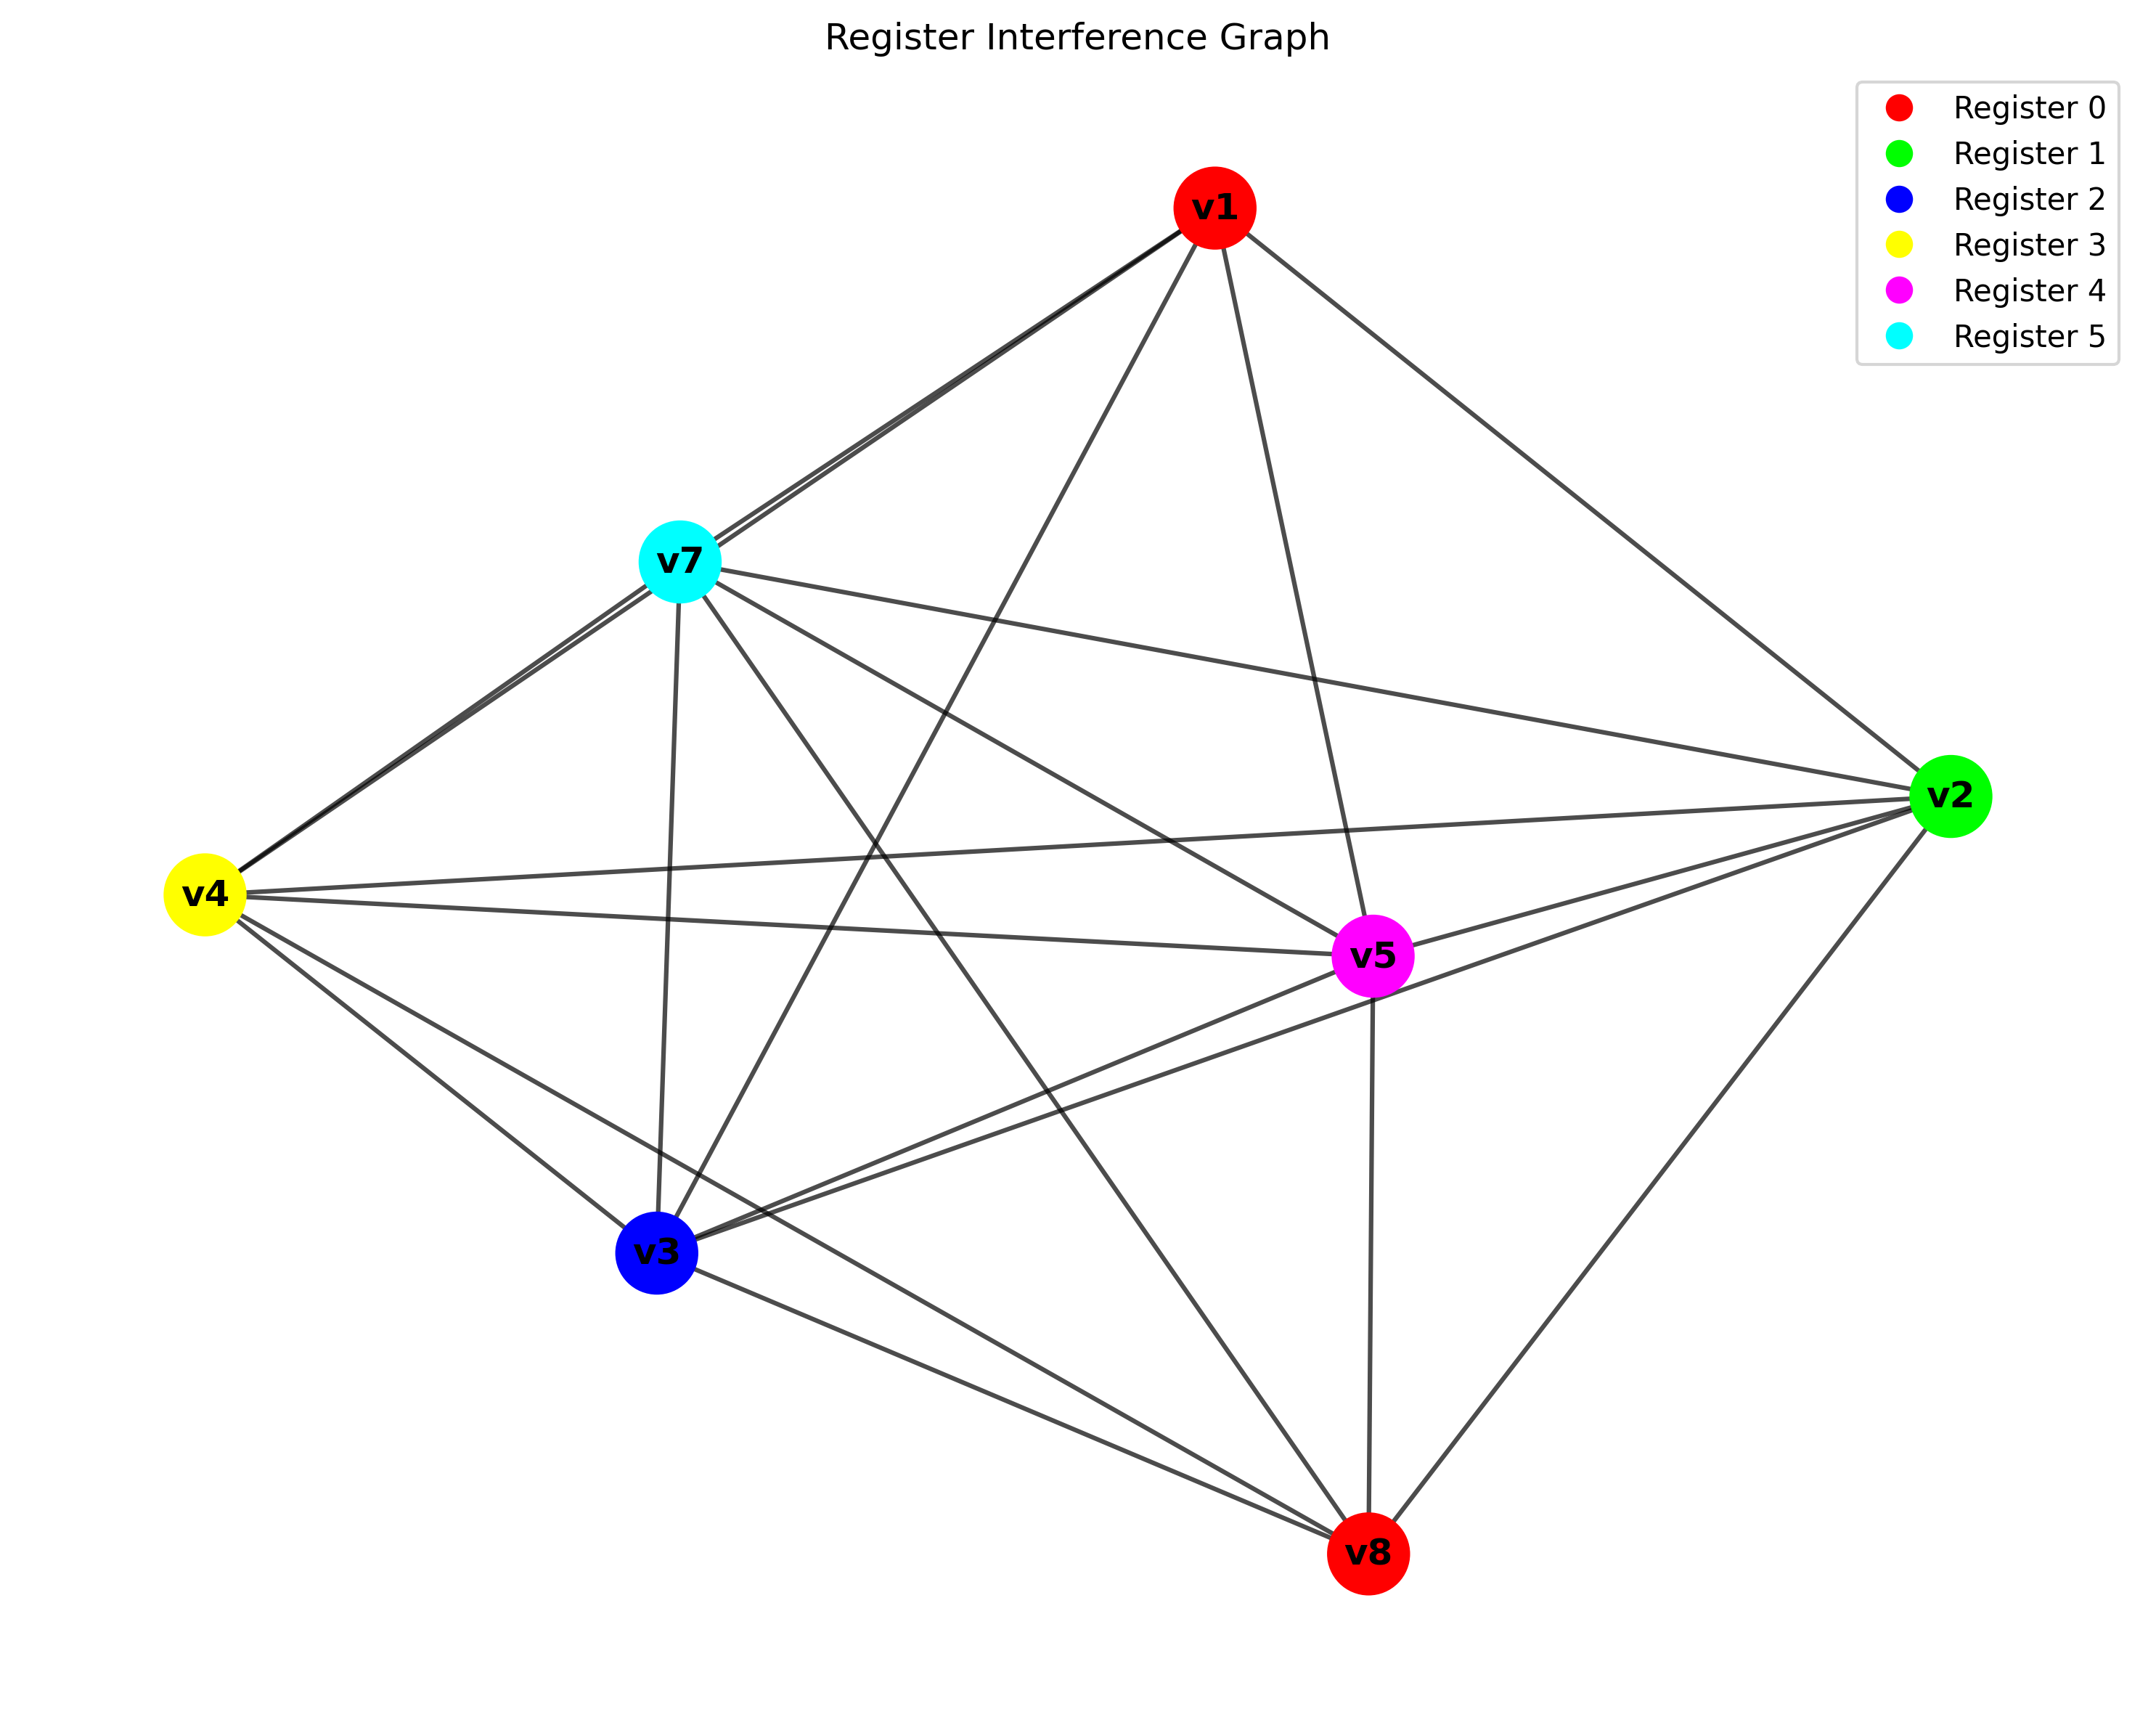 Register Interference Graph
Register 0
Register 1
Register 2
Register 3
Register 4
Register 5
v1
v7
v2
v4
v5
v3
v8